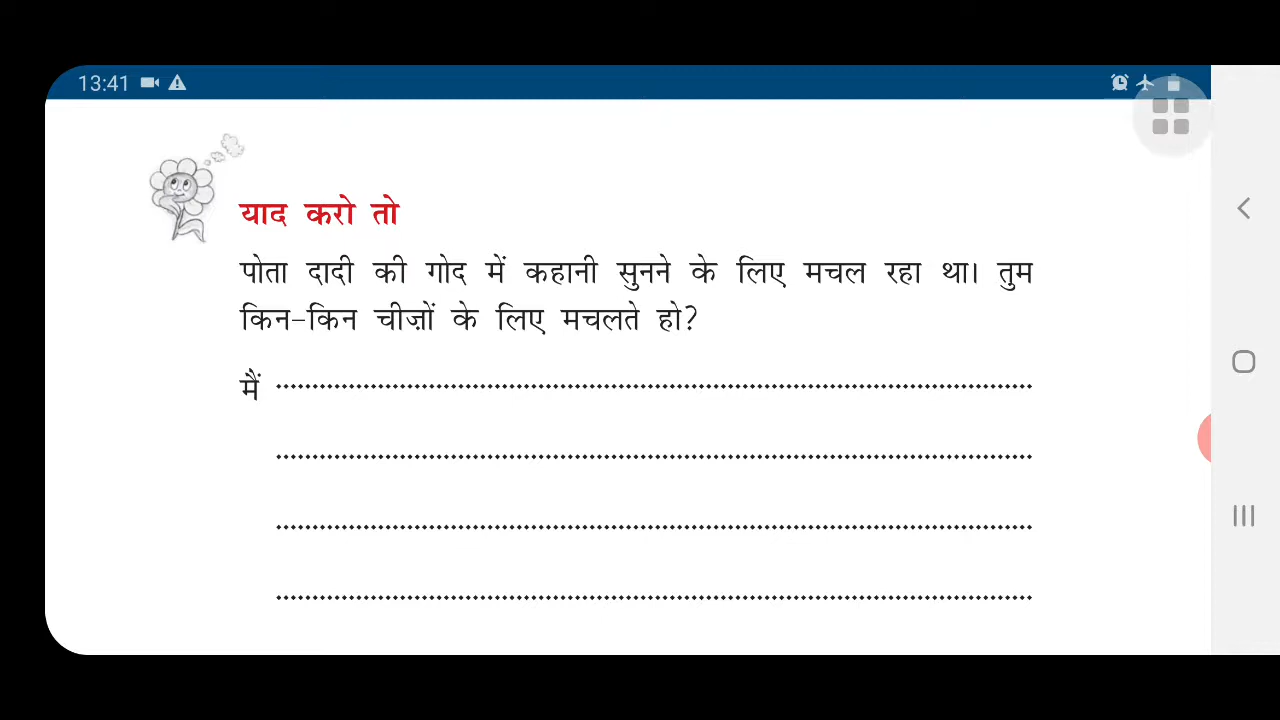 13:41
याद करो तो
पोता दादी की गोद में कहानी सुनने के लिए मचल रहा था। तुम
किन-किन चीज़ों के लिए मचलते हो?
मैं ................................................................................
................................................................................
................................................................................
................................................................................